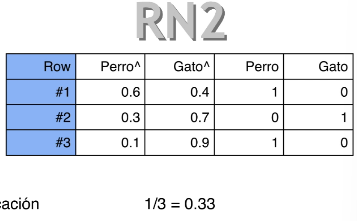 RN2
Row Perro^ Gato^ Perro Gato
#1 0.6 0.4 1 0
#2 0.3 0.7 0 1
#3 0.1 0.9 1 0
cación 1/3 = 0.33